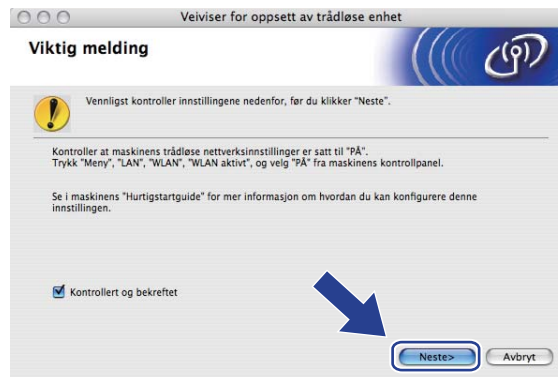 Veiviser for oppsett av trådløse enhet
Viktig melding
Vennligst kontroller innstillingene nedenfor, før du klikker "Neste".
Kontroller at maskinens trådløse nettverksinnstillinger er satt til "PÅ".
Trykk "Meny", "LAN", "WLAN", "WLAN aktivt", og velg "PÅ" fra maskinens kontrollpanel.
Se i maskinens "Hurtigstartguide" for mer informasjon om hvordan du kan konfigurere denne
innstillingen.
Kontrollert og bekreftet
Neste> Avbryt